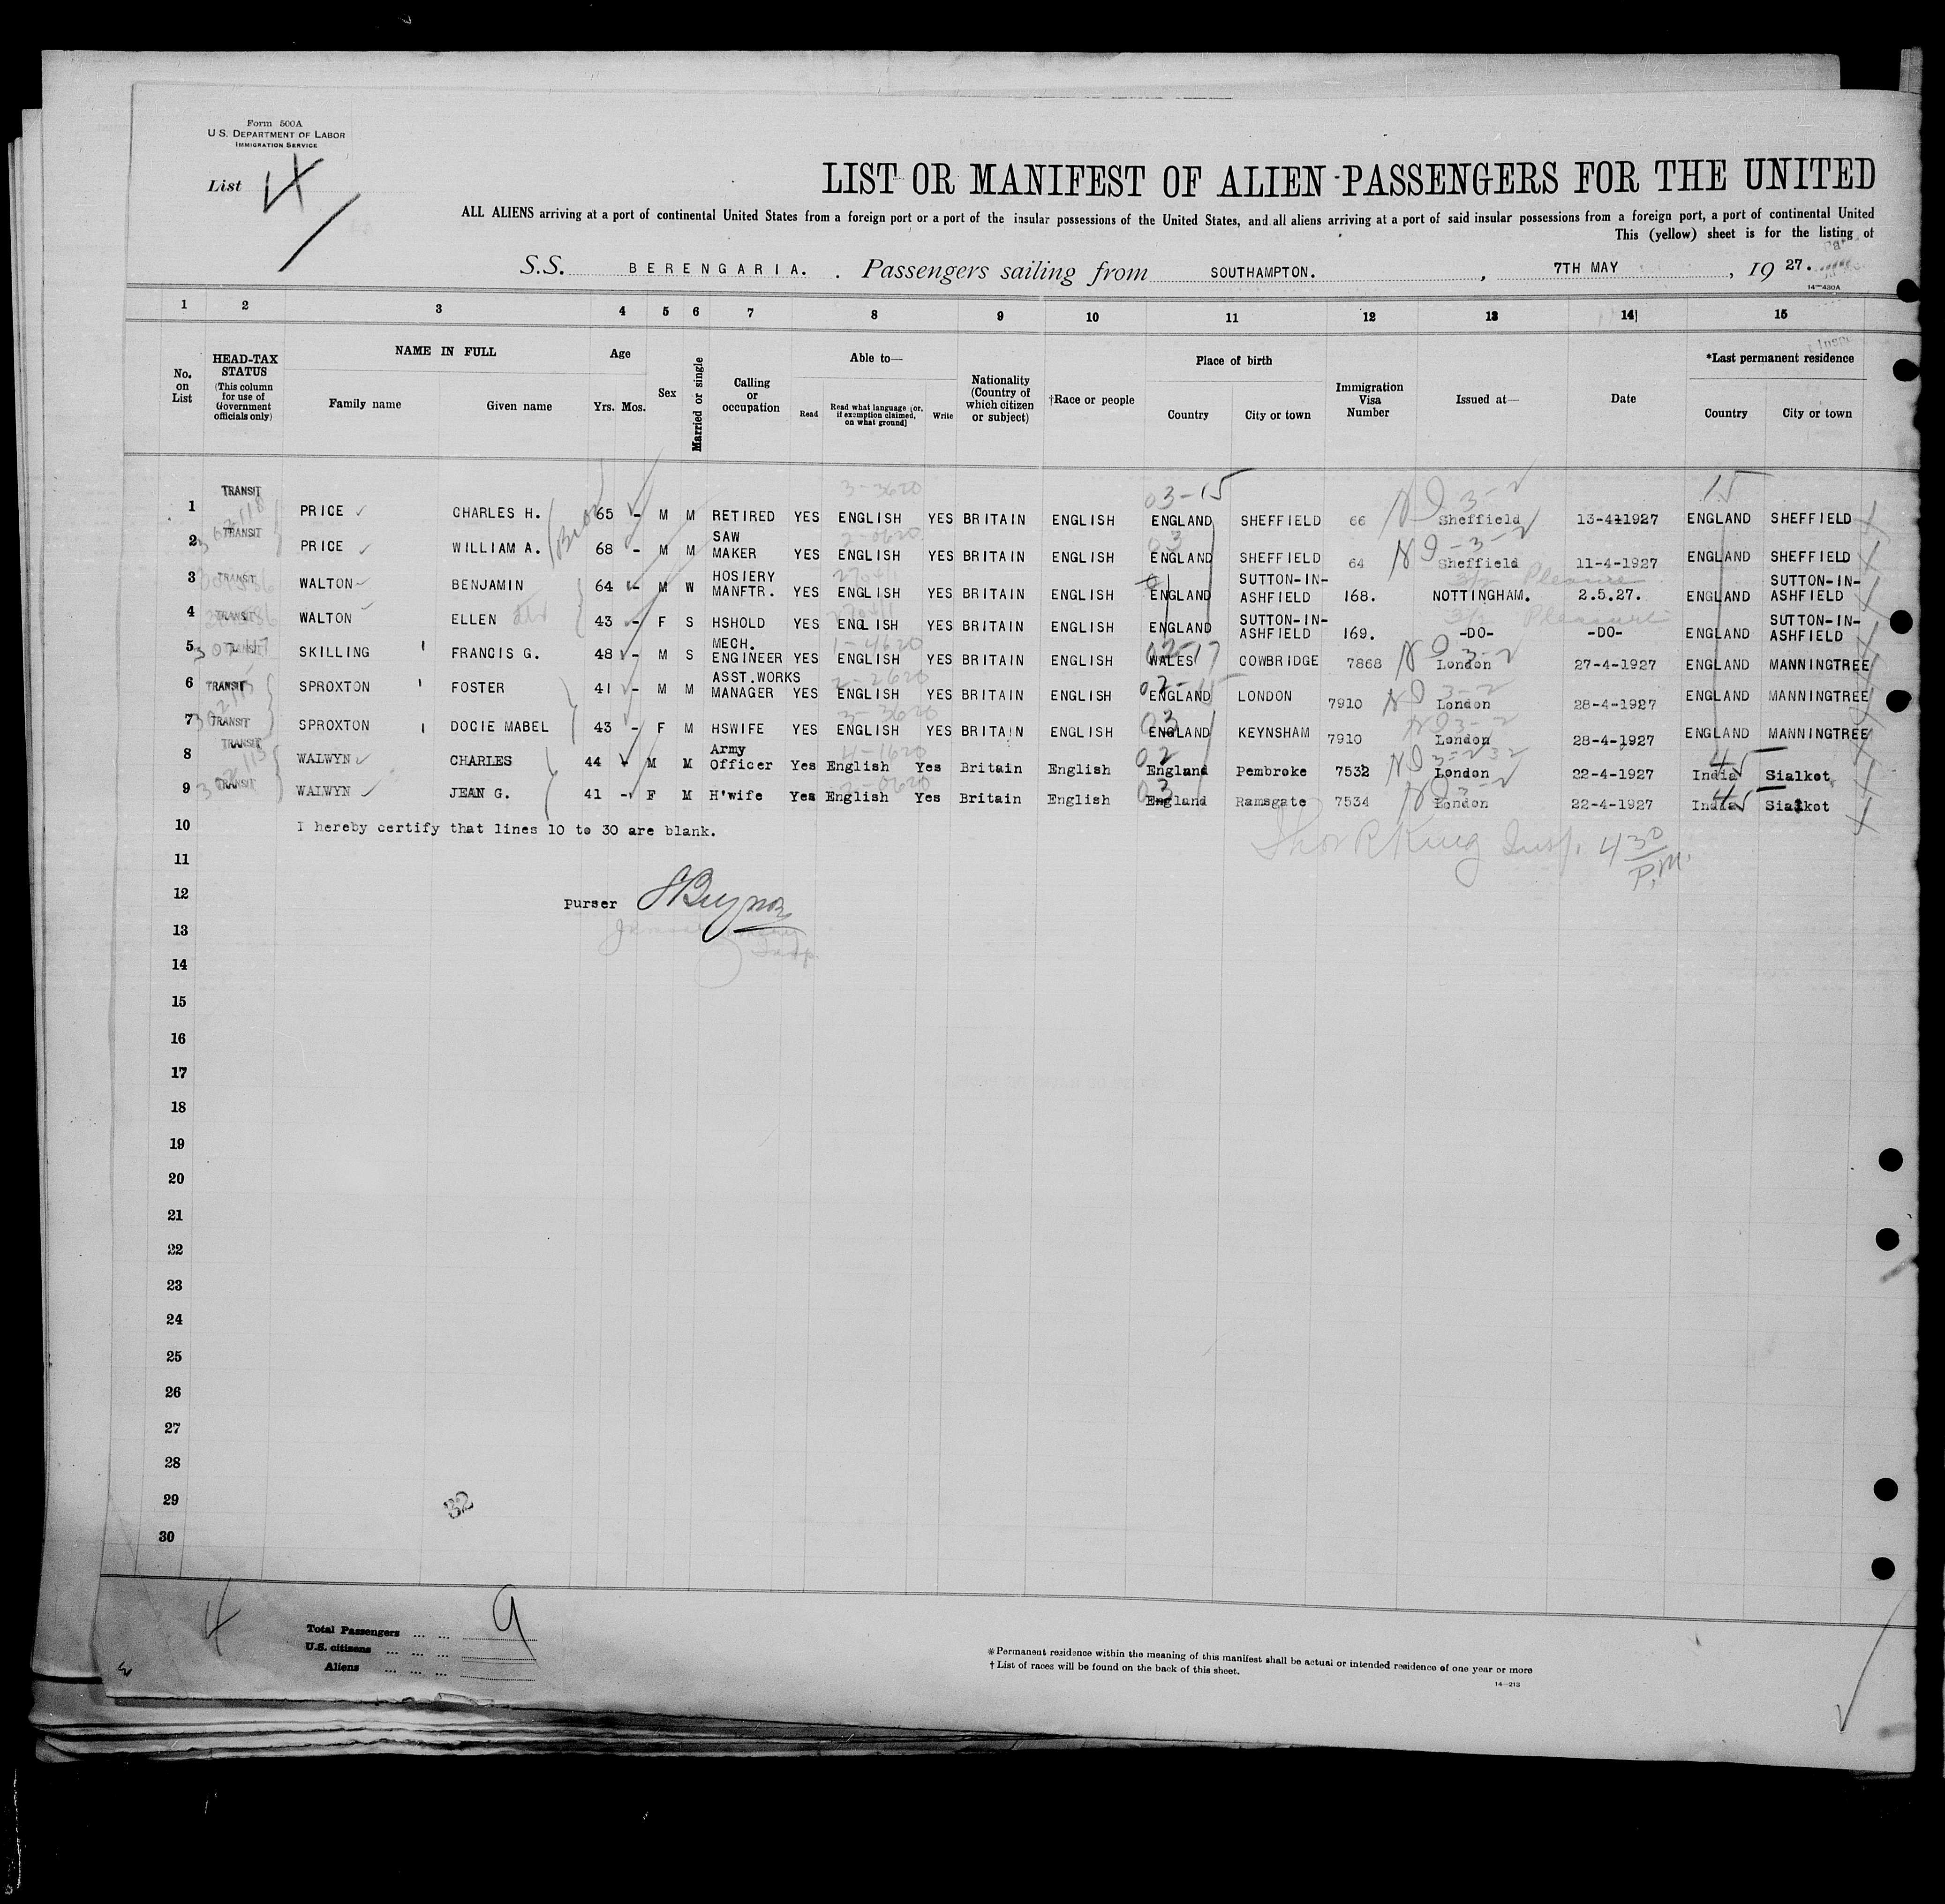 Form 500A
U.S. DEPARTMENT OF LABOR
IMMIGRATION SERVICE
List 4
LIST OR MANIFEST OF ALIEN PASSENGERS FOR THE UNITED
ALL ALIENS arriving at a port of continental United States from a foreign port or a port of the insular possessions of the United States, and all aliens arriving at a port of said insular possessions from a foreign port, a port of continental United
This (yellow) sheet is for the listing of
S.S. BERENGARIA. Passengers sailing from SOUTHAMPTON. , 7TH MAY , 19 27.
14-430A
1 2 3 4 5 6 7 8 9 10 11 12 13 14 15
No. on List HEAD-TAX STATUS (This column for use of Government officials only) NAME IN FULL Family name Given name Age Yrs. Mos. Sex Married or single Calling or occupation Able to— Read Read what language (or, if exemption claimed, on what ground) Write Nationality (Country of which citizen or subject) †Race or people Place of birth Country City or town Immigration Visa Number Issued at— Date *Last permanent residence Country City or town
1 TRANSIT PRICE CHARLES H. 65 - M M RETIRED YES ENGLISH YES BRITAIN ENGLISH ENGLAND SHEFFIELD 66 Sheffield 13-4-1927 ENGLAND SHEFFIELD
2 TRANSIT PRICE WILLIAM A. 68 - M M SAW MAKER YES ENGLISH YES BRITAIN ENGLISH ENGLAND SHEFFIELD 64 Sheffield 11-4-1927 ENGLAND SHEFFIELD
3 TRANSIT WALTON BENJAMIN 64 - M W HOSIERY MANFTR. YES ENGLISH YES BRITAIN ENGLISH ENGLAND SUTTON-IN-ASHFIELD 168. NOTTINGHAM. 2.5.27. ENGLAND SUTTON-IN-ASHFIELD
4 TRANSIT WALTON ELLEN 43 - F S HSHOLD YES ENGLISH YES BRITAIN ENGLISH ENGLAND SUTTON-IN-ASHFIELD 169. -DO- -DO- ENGLAND SUTTON-IN-ASHFIELD
5 TRANSIT SKILLING FRANCIS G. 48 - M S MECH. ENGINEER YES ENGLISH YES BRITAIN ENGLISH WALES COWBRIDGE 7868 London 27-4-1927 ENGLAND MANNINGTREE
6 TRANSIT SPROXTON FOSTER 41 - M M ASST.WORKS MANAGER YES ENGLISH YES BRITAIN ENGLISH ENGLAND LONDON 7910 London 28-4-1927 ENGLAND MANNINGTREE
7 TRANSIT SPROXTON DOCIE MABEL 43 - F M HSWIFE YES ENGLISH YES BRITAIN ENGLISH ENGLAND KEYNSHAM 7910 London 28-4-1927 ENGLAND MANNINGTREE
8 TRANSIT WALWYN CHARLES 44 - M M Army Officer Yes English Yes Britain English England Pembroke 7532 London 22-4-1927 India Sialkot
9 TRANSIT WALWYN JEAN G. 41 - F M H'wife Yes English Yes Britain English England Ramsgate 7534 London 22-4-1927 India Sialkot
10 I hereby certify that lines 10 to 30 are blank.
Insp. 4 30 P.M.
11
12 purser
13
Insp.
14
15
16
17
18
19
20
21
22
23
24
25
26
27
28
29 32
30
4
Total Passengers ... ... 9
U.S. citizens ... ... ...
Aliens ... ... ...
*Permanent residence within the meaning of this manifest shall be actual or intended residence of one year or more
†List of races will be found on the back of this sheet.
14-213